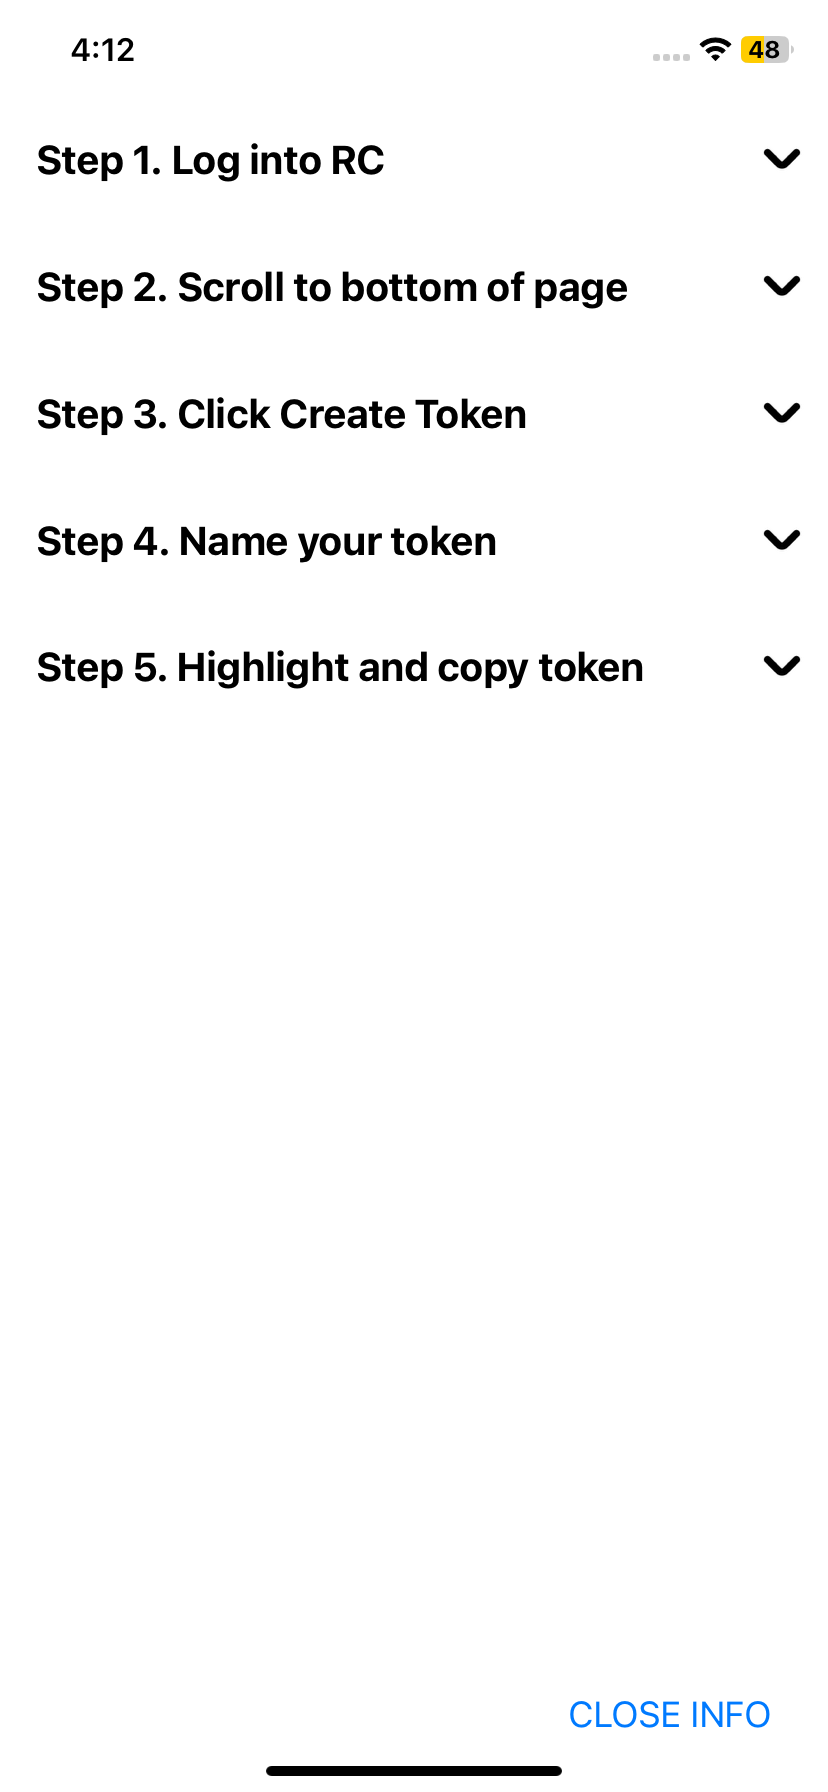 4:12
48
Step 1. Log into RC
Step 2. Scroll to bottom of page
Step 3. Click Create Token
Step 4. Name your token
Step 5. Highlight and copy token
CLOSE INFO